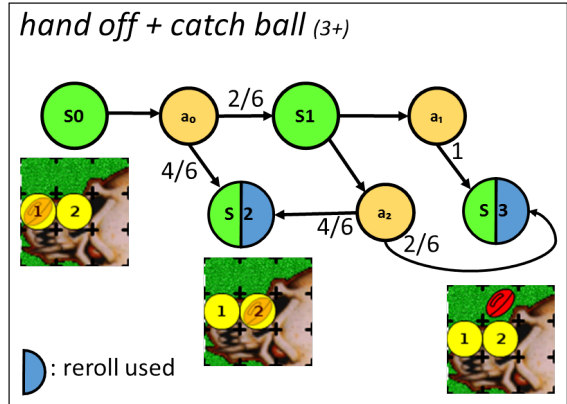 hand off + catch ball (3+)
S0
a₀
2/6
S1
a₁
4/6
1
S 2
4/6
a₂
2/6
S 3
1 2
1 2
1 2
: reroll used